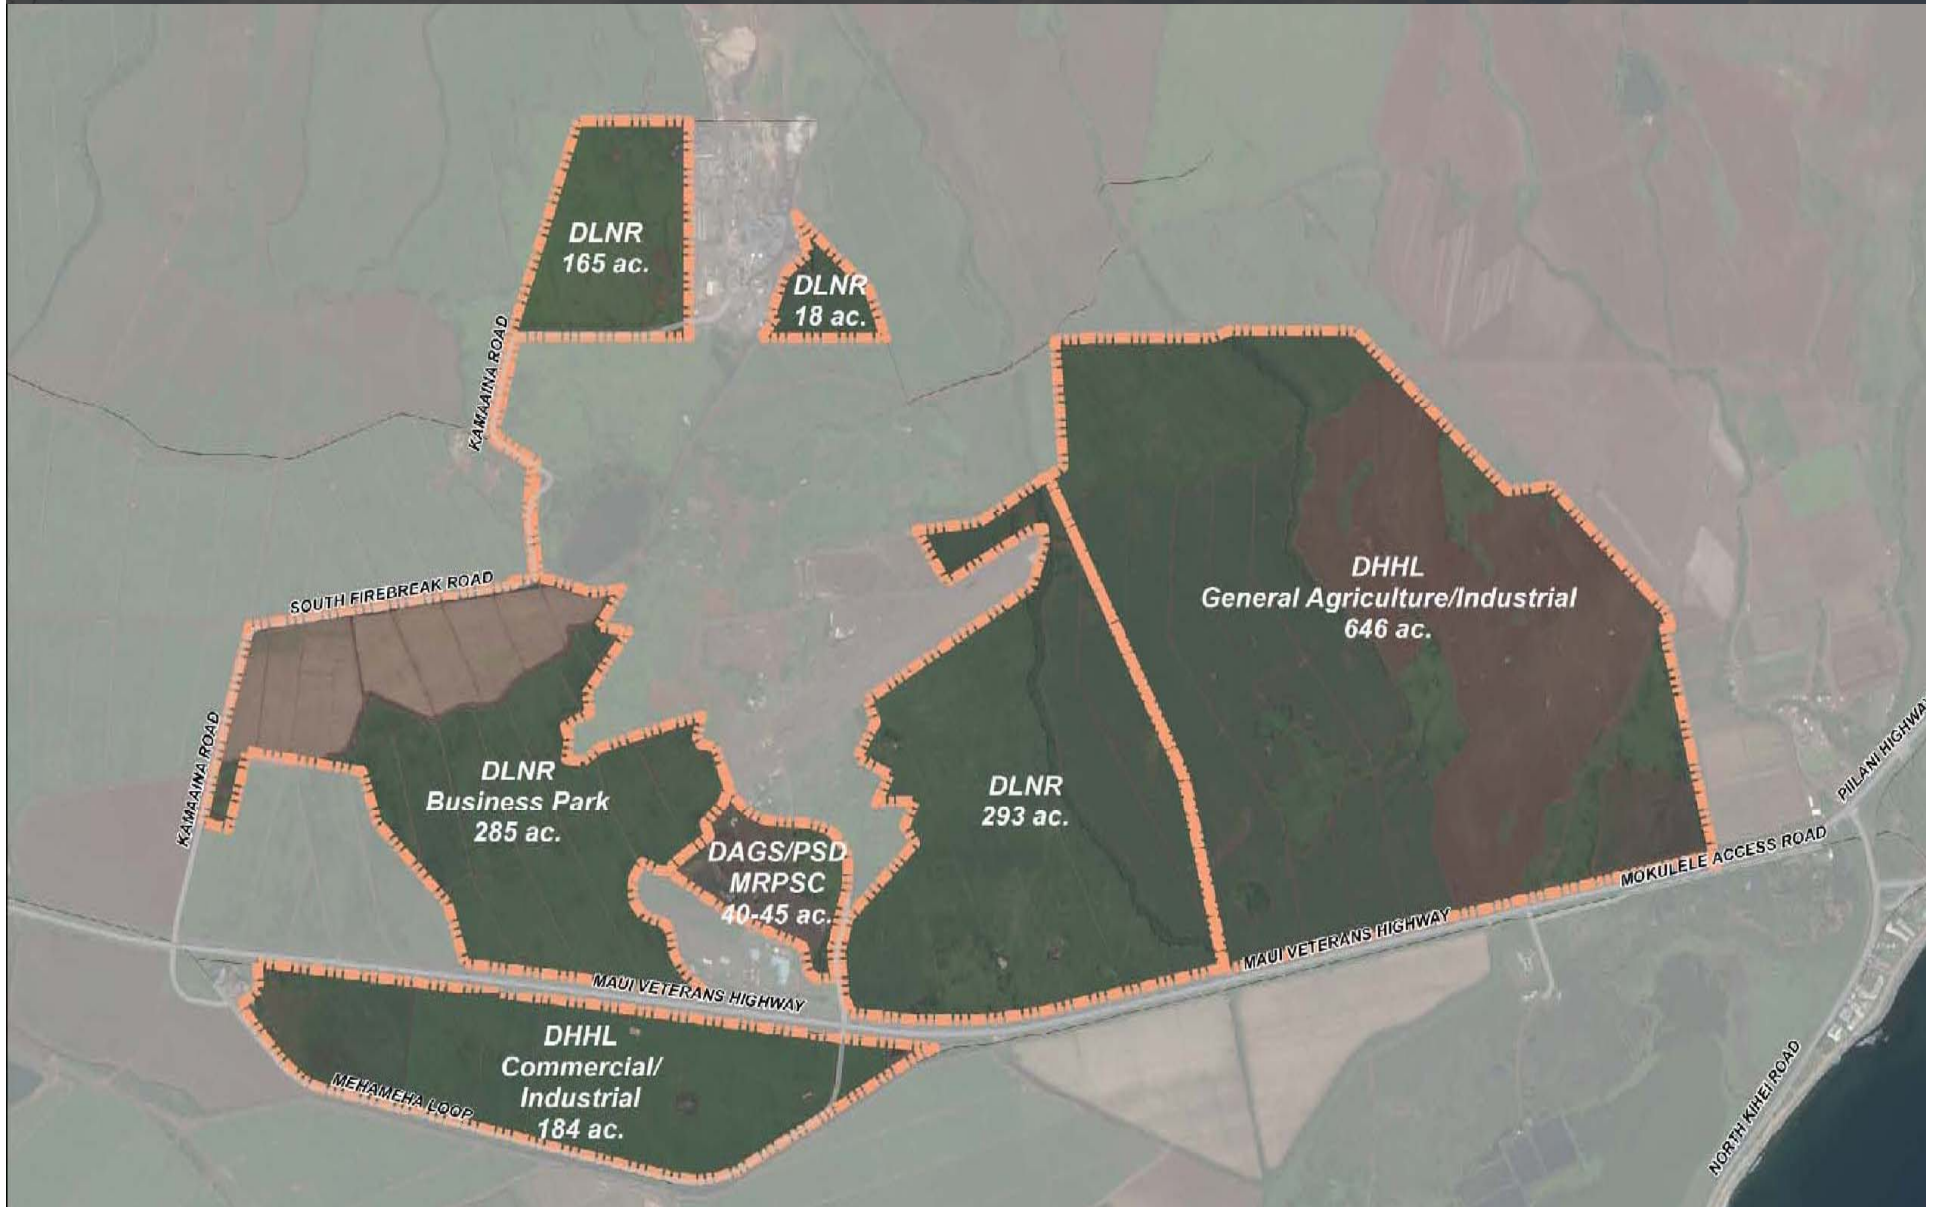 DLNR
165 ac.
DLNR
18 ac.
KAMAAINA ROAD
DHHL
General Agriculture/Industrial
646 ac.
SOUTH FIREBREAK ROAD
KAMAAINA ROAD
DLNR
Business Park
285 ac.
DLNR
293 ac.
DAGS/PSD
MRPSC
40-45 ac.
PIILANI HIGHWAY
MOKULELE ACCESS ROAD
MAUI VETERANS HIGHWAY
MAUI VETERANS HIGHWAY
DHHL
Commercial/
Industrial
184 ac.
MEHAMEHA LOOP
NORTH KIHEI ROAD